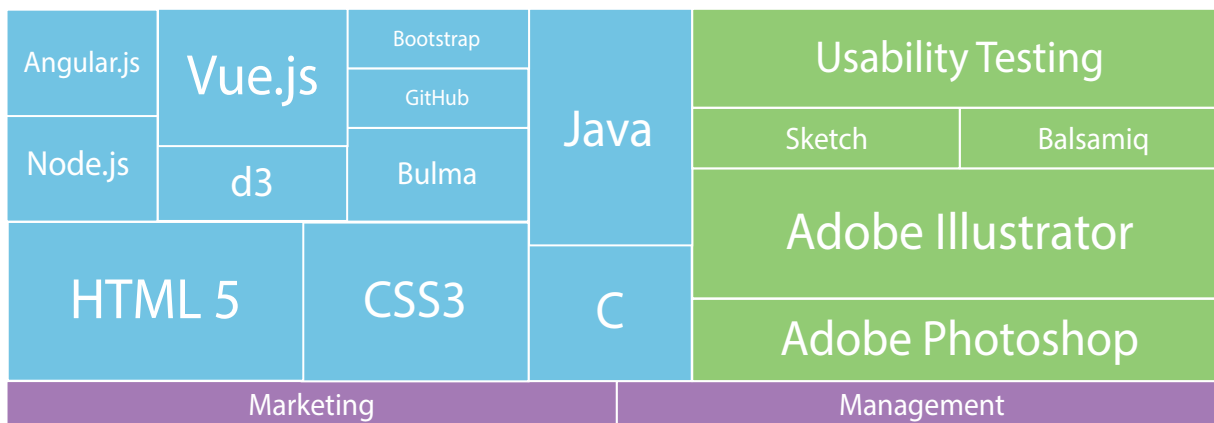 Angular.js
Vue.js
Bootstrap
GitHub
Java
Usability Testing
Node.js
d3
Bulma
Sketch
Balsamiq
Adobe Illustrator
HTML 5
CSS3
C
Adobe Photoshop
Marketing
Management